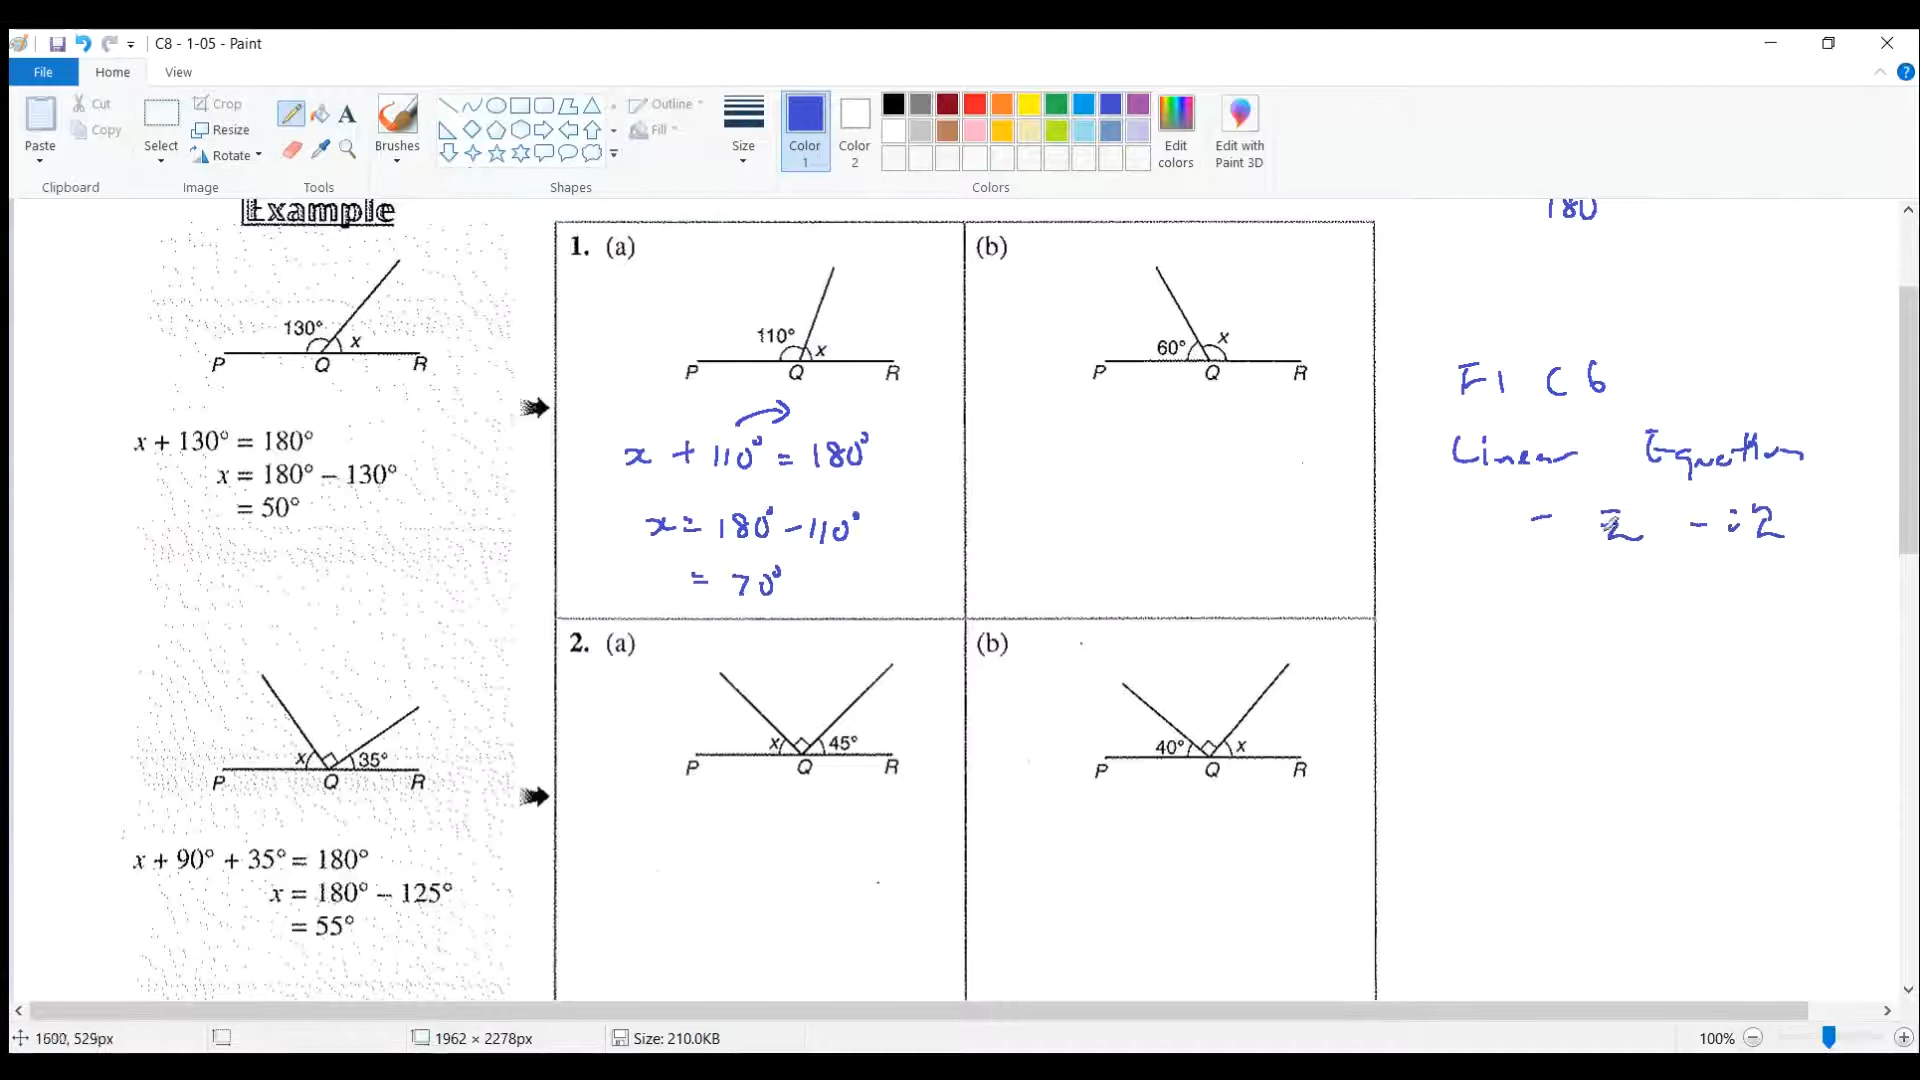 C8 - 1-05 - Paint
File Home View
Cut
Copy
Paste
Clipboard
Crop
Resize
Rotate
Select
Image
A
Tools
Brushes
Shapes
Outline
Fill
Size
Color 1
Color 2
Colors
Edit colors
Edit with Paint 3D
Example
130°
x
P Q R
x + 130° = 180°
x = 180° – 130°
= 50°
x 35°
P Q R
x + 90° + 35° = 180°
x = 180° – 125°
= 55°
1. (a)
110°
x
P Q R
x + 110° = 180°
x = 180° - 110°
= 70°
(b)
60° x
P Q R
2. (a)
x 45°
P Q R
(b)
40° x
P Q R
180
F1 C6
Linear Equation
1600, 529px
1962 × 2278px
Size: 210.0KB
100%